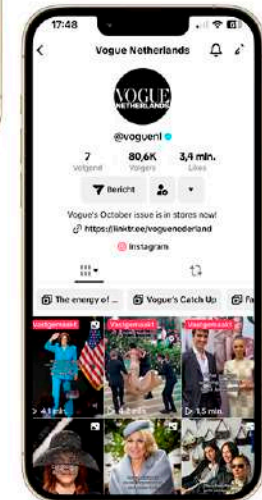 17:48
Vogue Netherlands
VOGUE
NETHERLANDS
@voguenl
7 80,6K 3,4 mln.
Volgend Volgers Likes
Bericht
Vogue's October issue is in stores now!
https://linktr.ee/voguenederland
Instagram
The energy of ... Vogue's Catch Up Fa
Vastgemaakt Vastgemaakt Vastgemaakt
1,5 mln.